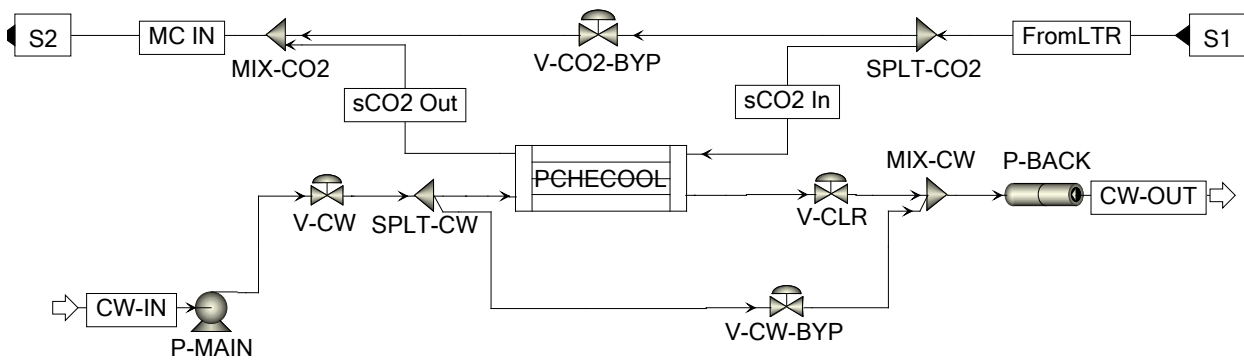 S2
MC IN
MIX-CO2
V-CO2-BYP
SPLT-CO2
FromLTR
S1
sCO2 Out
sCO2 In
PCHECOOL
MIX-CW
P-BACK
CW-OUT
V-CW
SPLT-CW
V-CLR
CW-IN
P-MAIN
V-CW-BYP